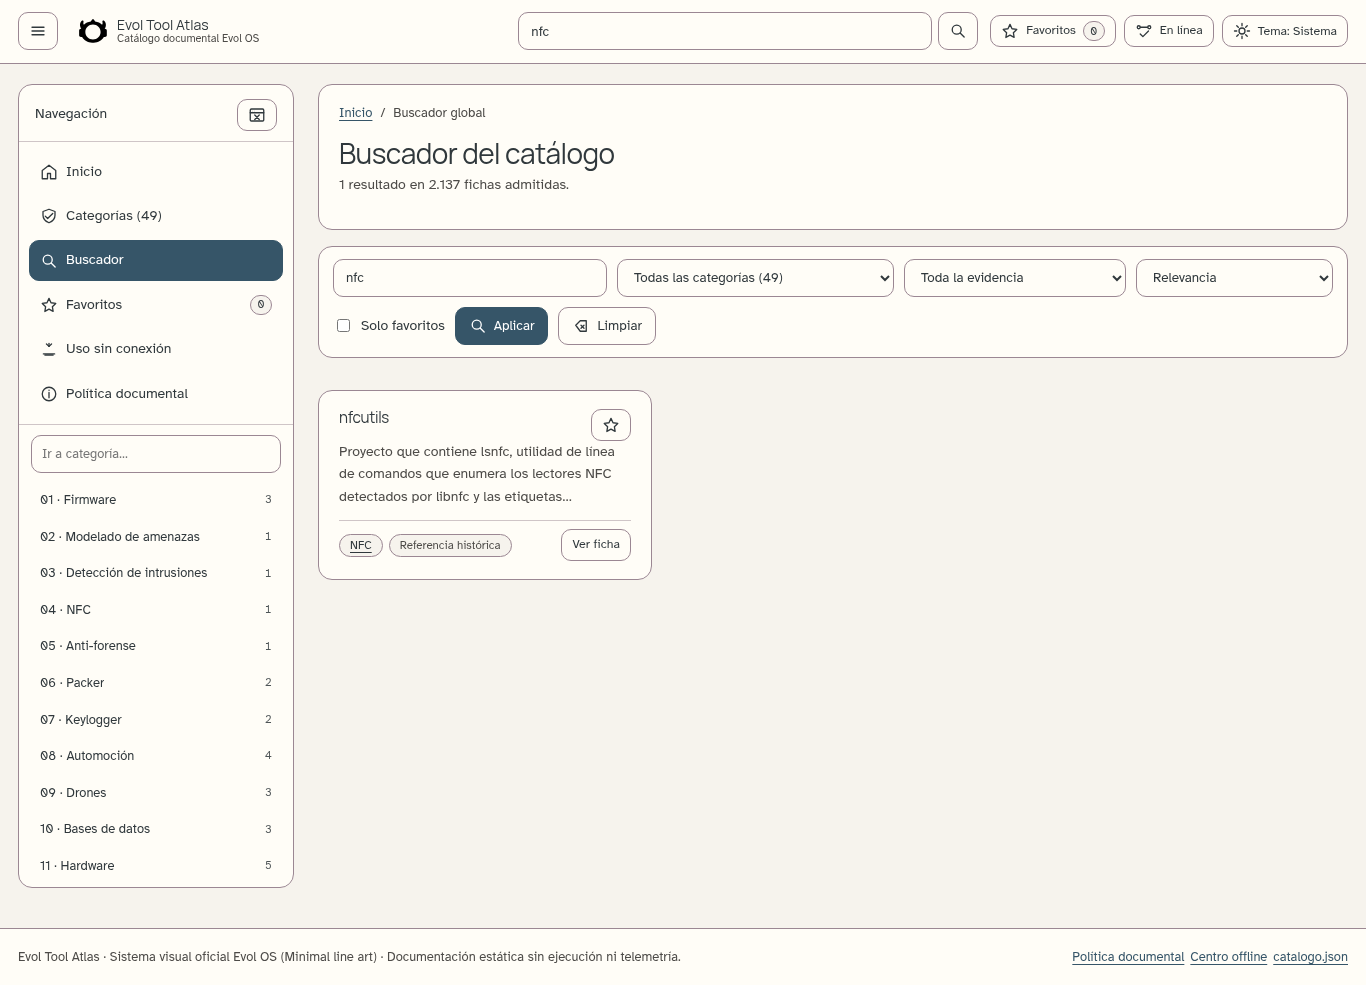 Evol Tool Atlas
Catálogo documental Evol OS
nfc
Favoritos 0
En línea
Tema: Sistema
Navegación
Inicio
Categorías (49)
Buscador
Favoritos 0
Uso sin conexión
Política documental
Ir a categoría...
01 · Firmware 3
02 · Modelado de amenazas 1
03 · Detección de intrusiones 1
04 · NFC 1
05 · Anti-forense 1
06 · Packer 2
07 · Keylogger 2
08 · Automoción 4
09 · Drones 3
10 · Bases de datos 3
11 · Hardware 5
Inicio / Buscador global
Buscador del catálogo
1 resultado en 2.137 fichas admitidas.
nfc
Todas las categorías (49)
Toda la evidencia
Relevancia
Solo favoritos
Aplicar
Limpiar
nfcutils
Proyecto que contiene lsnfc, utilidad de línea
de comandos que enumera los lectores NFC
detectados por libnfc y las etiquetas...
NFC
Referencia histórica
Ver ficha
Evol Tool Atlas · Sistema visual oficial Evol OS (Minimal line art) · Documentación estática sin ejecución ni telemetría.
Política documental Centro offline catalogo.json